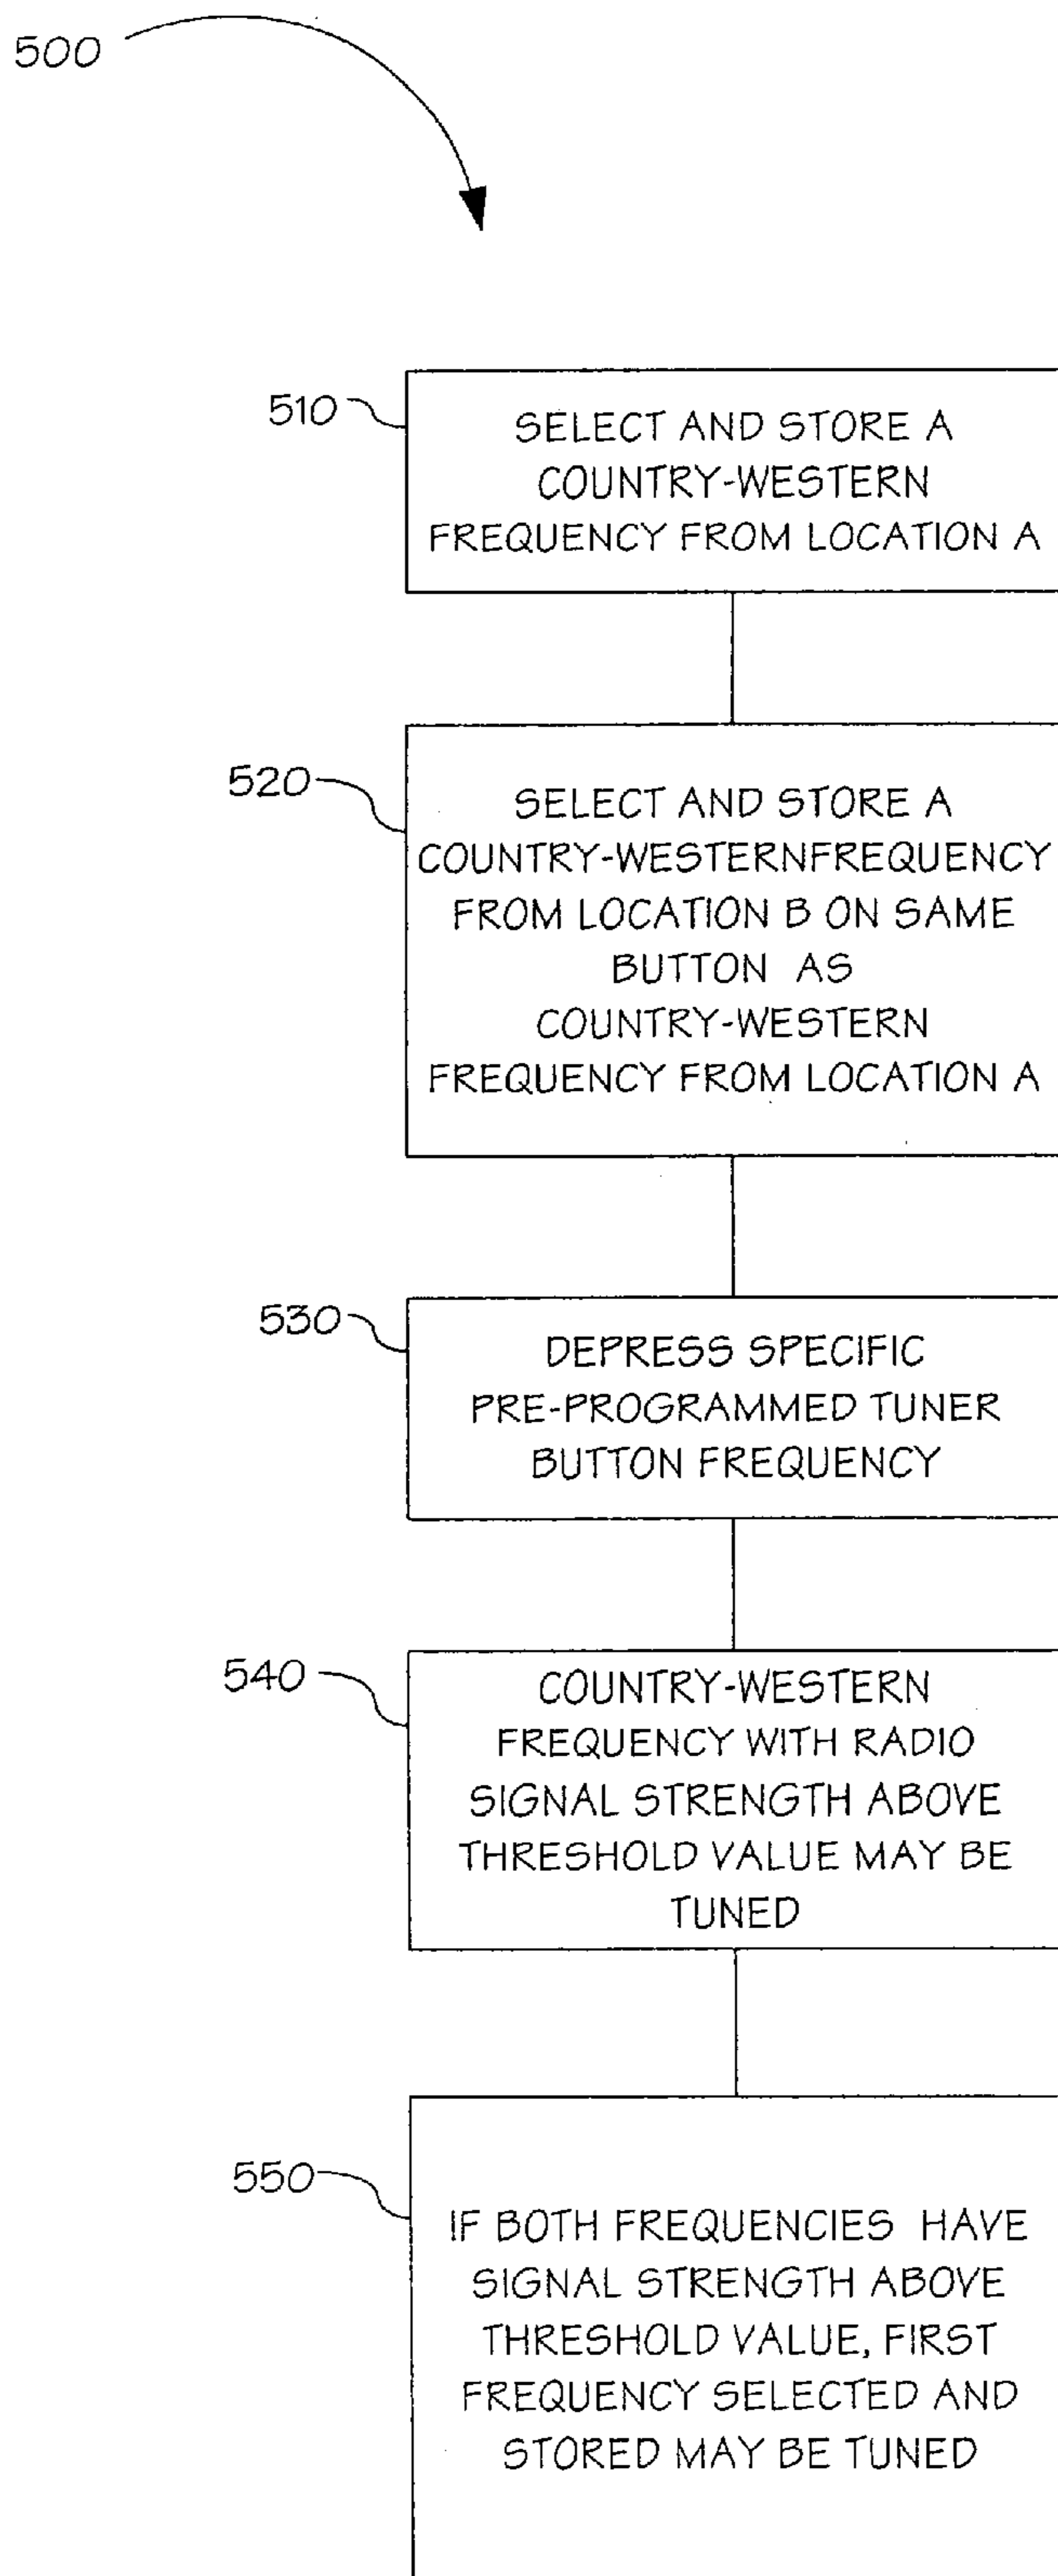 500
510
SELECT AND STORE A
COUNTRY-WESTERN
FREQUENCY FROM LOCATION A
520
SELECT AND STORE A
COUNTRY-WESTERNFREQUENCY
FROM LOCATION B ON SAME
BUTTON AS
COUNTRY-WESTERN
FREQUENCY FROM LOCATION A
530
DEPRESS SPECIFIC
PRE-PROGRAMMED TUNER
BUTTON FREQUENCY
540
COUNTRY-WESTERN
FREQUENCY WITH RADIO
SIGNAL STRENGTH ABOVE
THRESHOLD VALUE MAY BE
TUNED
550
IF BOTH FREQUENCIES HAVE
SIGNAL STRENGTH ABOVE
THRESHOLD VALUE, FIRST
FREQUENCY SELECTED AND
STORED MAY BE TUNED